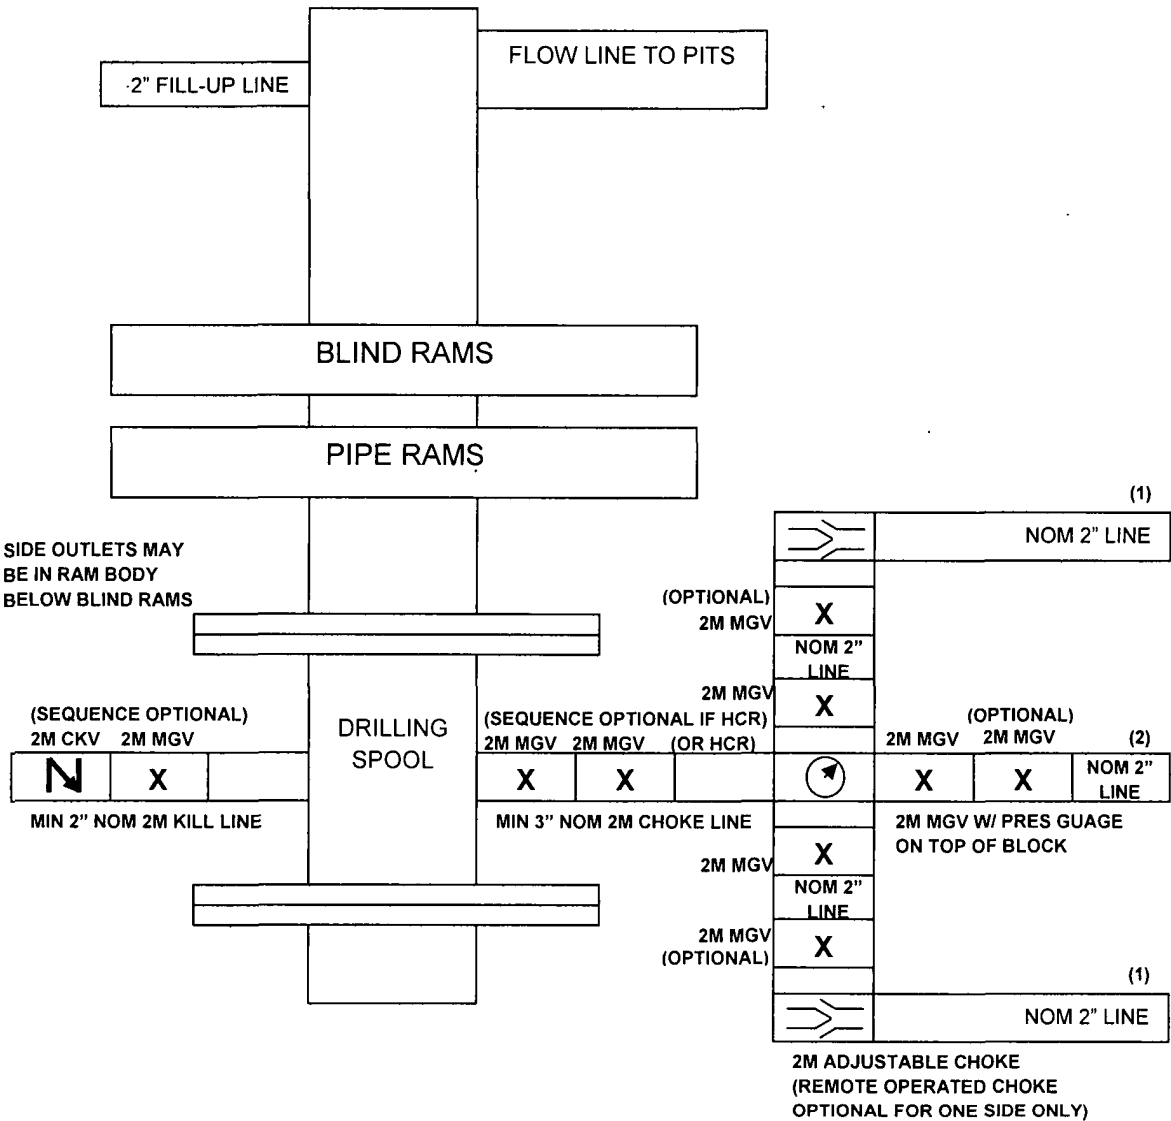 FLOW LINE TO PITS
2" FILL-UP LINE
BLIND RAMS
PIPE RAMS
(1)
NOM 2" LINE
SIDE OUTLETS MAY
BE IN RAM BODY
BELOW BLIND RAMS
(OPTIONAL)
2M MGV
X
NOM 2"
LINE
2M MGV
X
(SEQUENCE OPTIONAL)
2M CKV 2M MGV
N X
MIN 2" NOM 2M KILL LINE
DRILLING
SPOOL
(SEQUENCE OPTIONAL IF HCR)
2M MGV 2M MGV (OR HCR)
X X
MIN 3" NOM 2M CHOKE LINE
(OPTIONAL)
2M MGV 2M MGV (2)
X X NOM 2"
LINE
2M MGV W/ PRES GUAGE
ON TOP OF BLOCK
2M MGV
X
NOM 2"
LINE
2M MGV
(OPTIONAL)
X
(1)
NOM 2" LINE
2M ADJUSTABLE CHOKE
(REMOTE OPERATED CHOKE
OPTIONAL FOR ONE SIDE ONLY)